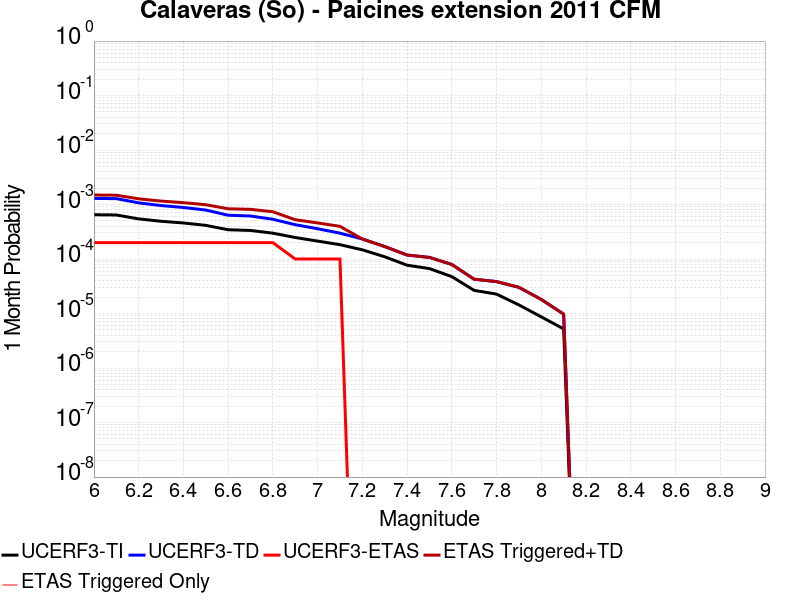 Calaveras (So) - Paicines extension 2011 CFM
1 Month Probability
10^0
10^-1
10^-2
10^-3
10^-4
10^-5
10^-6
10^-7
10^-8
6 6.2 6.4 6.6 6.8 7 7.2 7.4 7.6 7.8 8 8.2 8.4 8.6 8.8 9
Magnitude
UCERF3-TI UCERF3-TD UCERF3-ETAS ETAS Triggered+TD
ETAS Triggered Only